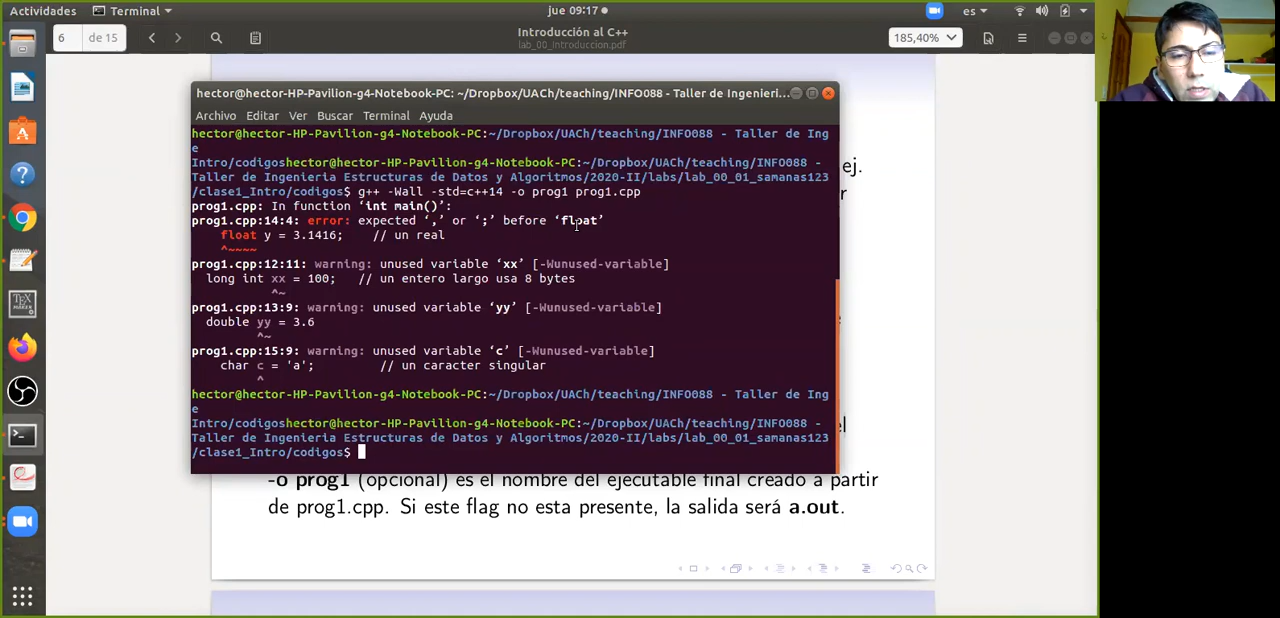 Actividades Terminal jue 09:17 es
6 de 15 Introducción al C++ 185,40%
lab_00_Introduccion.pdf
hector@hector-HP-Pavilion-g4-Notebook-PC: ~/Dropbox/UACh/teaching/INFO088 - Taller de Ingenieri...
Archivo Editar Ver Buscar Terminal Ayuda
hector@hector-HP-Pavilion-g4-Notebook-PC:~/Dropbox/UACh/teaching/INFO088 - Taller de Inge
e
Intro/codigoshector@hector-HP-Pavilion-g4-Notebook-PC:~/Dropbox/UACh/teaching/INFO088 -
Taller de Ingenieria Estructuras de Datos y Algoritmos/2020-II/labs/lab_00_01_samanas123
/clase1_Intro/codigos$ g++ -Wall -std=c++14 -o prog1 prog1.cpp
prog1.cpp: In function ‘int main()’:
prog1.cpp:14:4: error: expected ‘,’ or ‘;’ before ‘float’
float y = 3.1416; // un real
^~~~~
prog1.cpp:12:11: warning: unused variable ‘xx’ [-Wunused-variable]
long int xx = 100; // un entero largo usa 8 bytes
^~
prog1.cpp:13:9: warning: unused variable ‘yy’ [-Wunused-variable]
double yy = 3.6
^~
prog1.cpp:15:9: warning: unused variable ‘c’ [-Wunused-variable]
char c = 'a'; // un caracter singular
^
hector@hector-HP-Pavilion-g4-Notebook-PC:~/Dropbox/UACh/teaching/INFO088 - Taller de Inge
e
Intro/codigoshector@hector-HP-Pavilion-g4-Notebook-PC:~/Dropbox/UACh/teaching/INFO088 -
Taller de Ingenieria Estructuras de Datos y Algoritmos/2020-II/labs/lab_00_01_samanas123
/clase1_Intro/codigos$
ej.
r
el
-o prog1 (opcional) es el nombre del ejecutable final creado a partir
de prog1.cpp. Si este flag no esta presente, la salida será a.out.